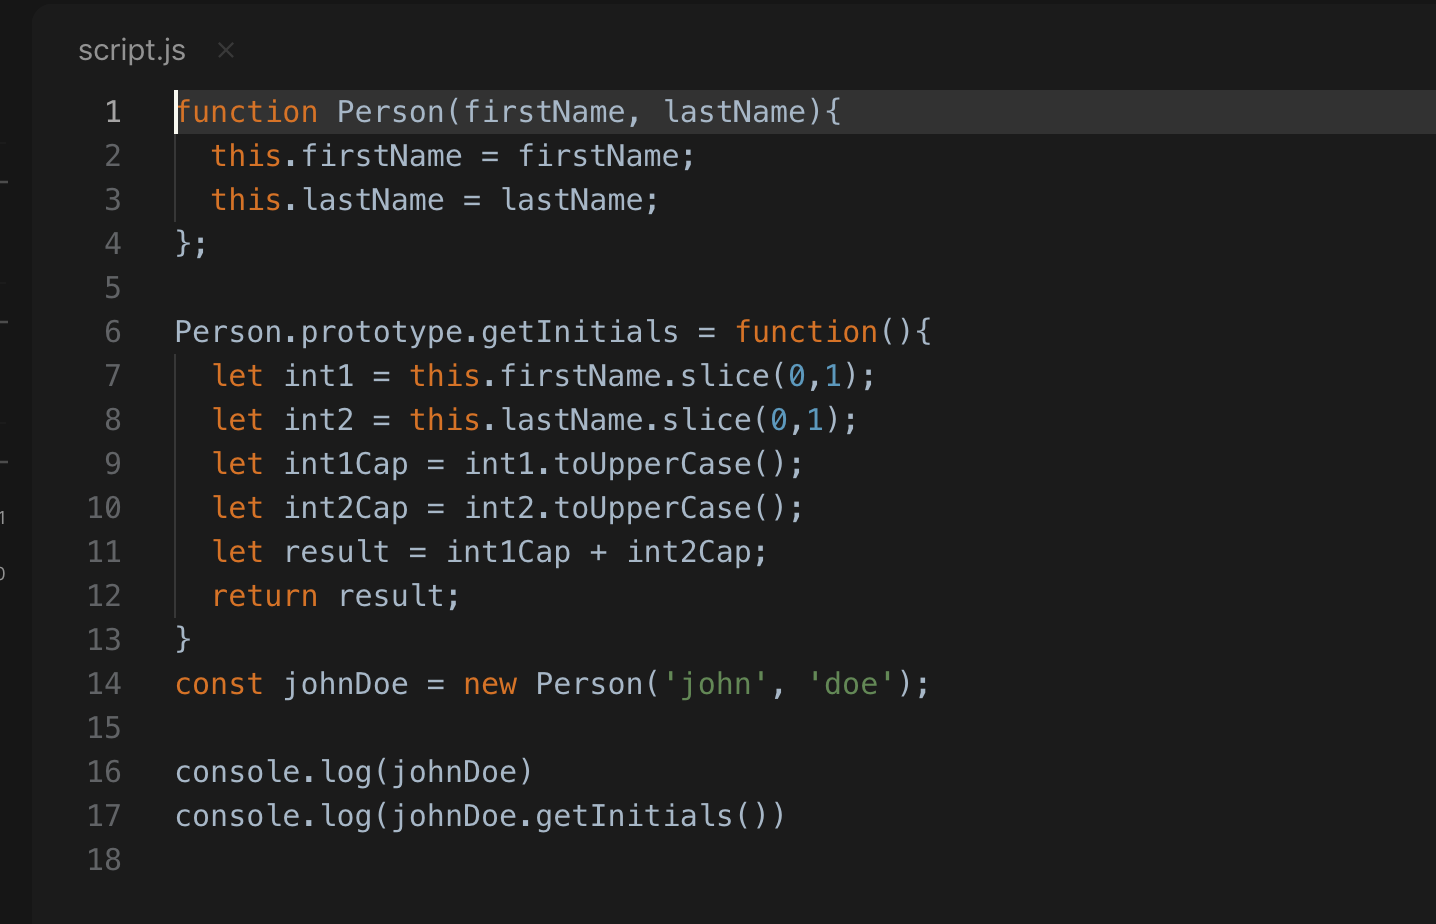 script.js ×
1 function Person(firstName, lastName){
2   this.firstName = firstName;
3   this.lastName = lastName;
4 };
5
6 Person.prototype.getInitials = function(){
7   let int1 = this.firstName.slice(0,1);
8   let int2 = this.lastName.slice(0,1);
9   let int1Cap = int1.toUpperCase();
10   let int2Cap = int2.toUpperCase();
11   let result = int1Cap + int2Cap;
12   return result;
13 }
14 const johnDoe = new Person('john', 'doe');
15
16 console.log(johnDoe)
17 console.log(johnDoe.getInitials())
18